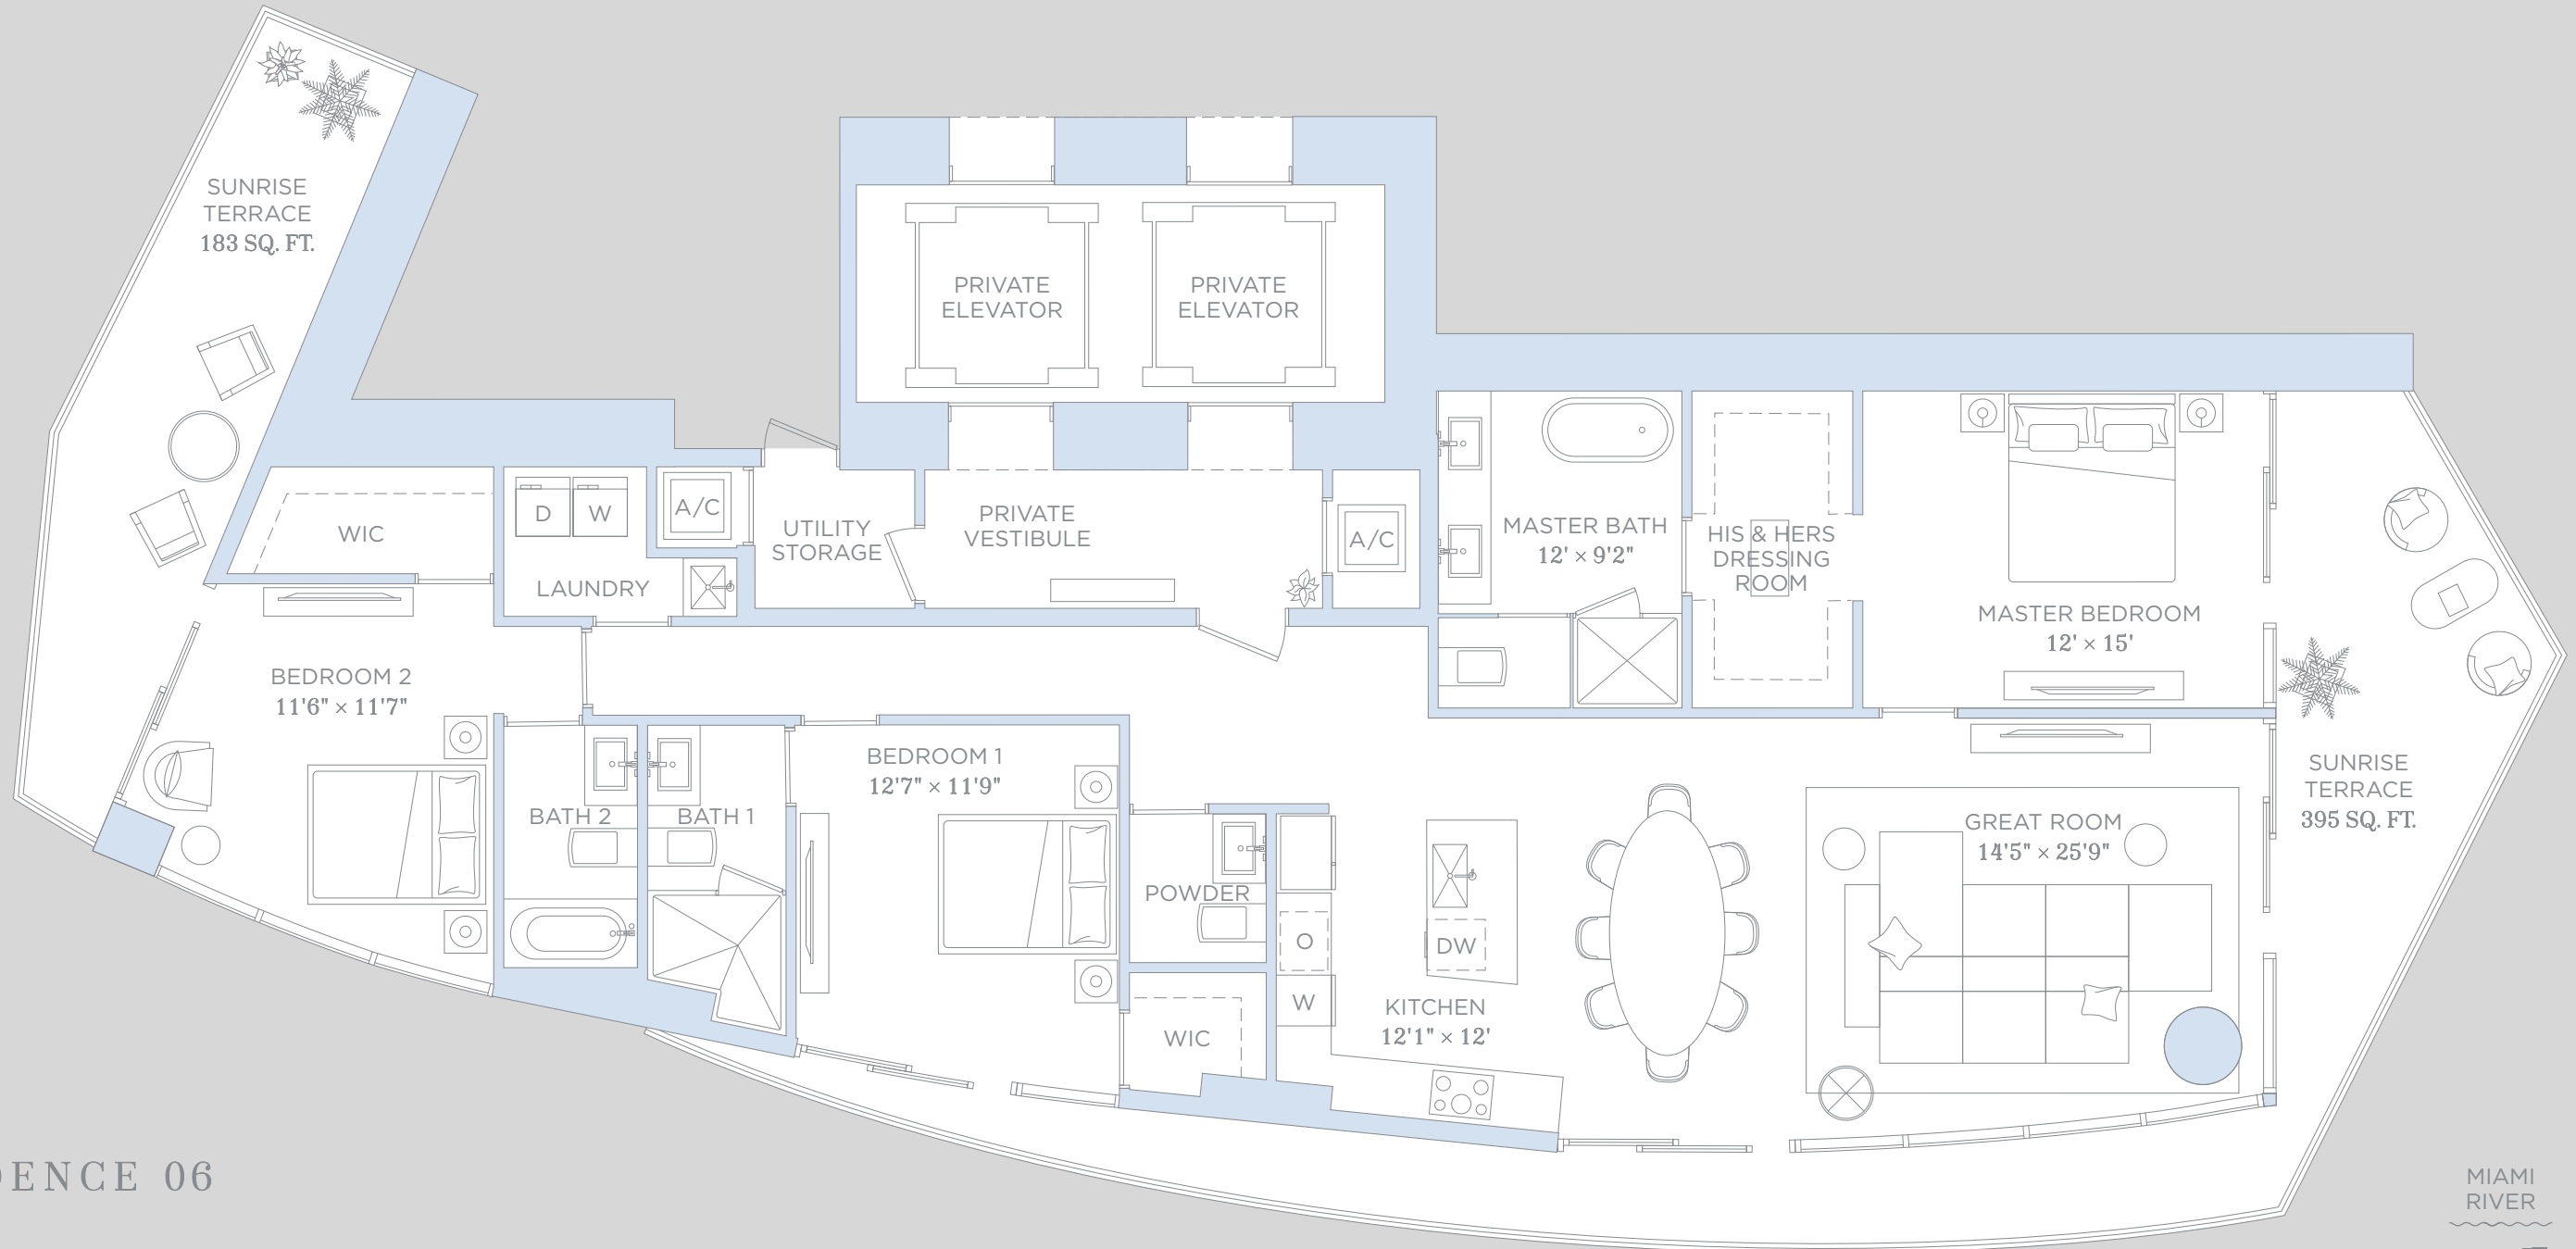 SUNRISE
TERRACE
183 SQ. FT.
PRIVATE
ELEVATOR
PRIVATE
ELEVATOR
WIC
D
W
LAUNDRY
A/C
UTILITY
STORAGE
PRIVATE
VESTIBULE
A/C
MASTER BATH
12' × 9'2"
HIS & HERS
DRESSING
ROOM
MASTER BEDROOM
12' × 15'
BEDROOM 2
11'6" × 11'7"
BATH 2
BATH 1
BEDROOM 1
12'7" × 11'9"
POWDER
WIC
O
W
DW
KITCHEN
12'1" × 12'
GREAT ROOM
14'5" × 25'9"
SUNRISE
TERRACE
395 SQ. FT.
DENCE 06
MIAMI
RIVER